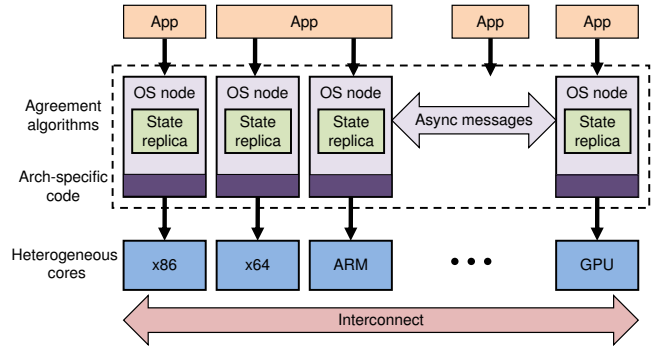 App
App
App
App
OS node
OS node
OS node
OS node
Agreement
algorithms
State
replica
State
replica
State
replica
Async messages
State
replica
Arch-specific
code
Heterogeneous
cores
x86
x64
ARM
GPU
Interconnect